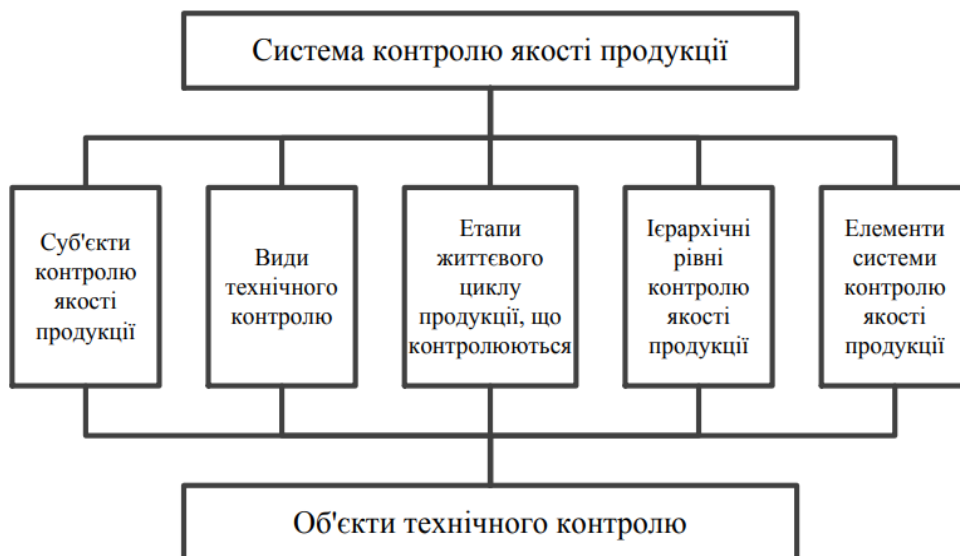 Система контролю якості продукції
Суб'єкти
контролю
якості
продукції
Види
технічного
контролю
Етапи
життєвого
циклу
продукції, що
контролюються
Ієрархічні
рівні
контролю
якості
продукції
Елементи
системи
контролю
якості
продукції
Об'єкти технічного контролю